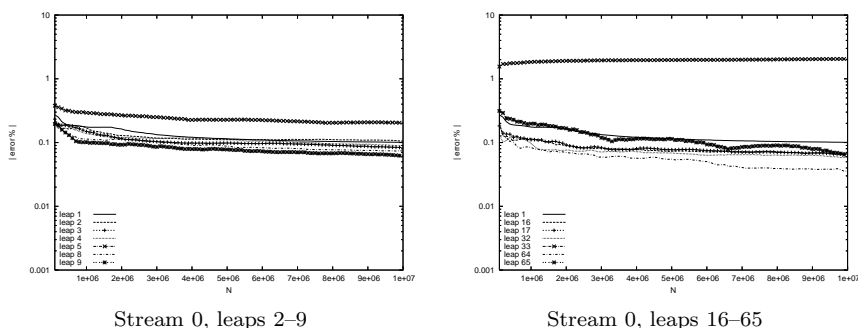 10
1
0.1
0.01
0.001
| error% |
leap 1
leap 2
leap 3
leap 4
leap 5
leap 8
leap 9
1e+06 2e+06 3e+06 4e+06 5e+06 6e+06 7e+06 8e+06 9e+06 1e+07
N
Stream 0, leaps 2–9
10
1
0.1
0.01
0.001
| error% |
leap 1
leap 16
leap 17
leap 32
leap 33
leap 64
leap 65
1e+06 2e+06 3e+06 4e+06 5e+06 6e+06 7e+06 8e+06 9e+06 1e+07
N
Stream 0, leaps 16–65